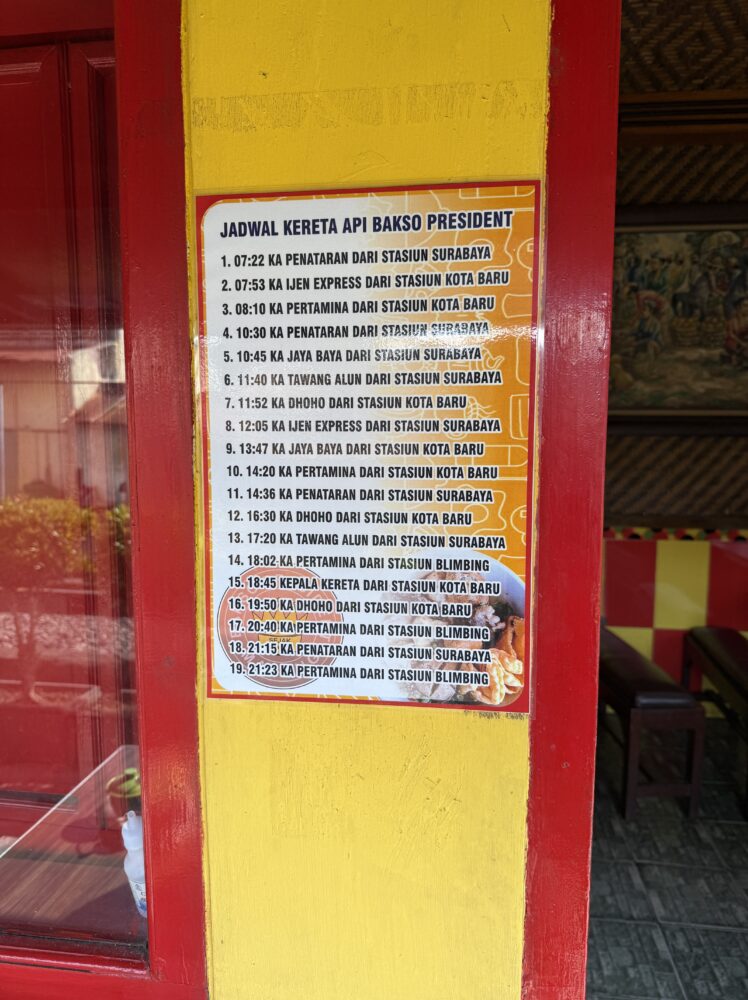 JADWAL KERETA API BAKSO PRESIDENT
1. 07:22 KA PENATARAN DARI STASIUN SURABAYA
2. 07:53 KA IJEN EXPRESS DARI STASIUN KOTA BARU
3. 08:10 KA PERTAMINA DARI STASIUN KOTA BARU
4. 10:30 KA PENATARAN DARI STASIUN SURABAYA
5. 10:45 KA JAYA BAYA DARI STASIUN SURABAYA
6. 11:40 KA TAWANG ALUN DARI STASIUN SURABAYA
7. 11:52 KA DHOHO DARI STASIUN KOTA BARU
8. 12:05 KA IJEN EXPRESS DARI STASIUN SURABAYA
9. 13:47 KA JAYA BAYA DARI STASIUN KOTA BARU
10. 14:20 KA PERTAMINA DARI STASIUN KOTA BARU
11. 14:36 KA PENATARAN DARI STASIUN SURABAYA
12. 16:30 KA DHOHO DARI STASIUN KOTA BARU
13. 17:20 KA TAWANG ALUN DARI STASIUN SURABAYA
14. 18:02 KA PERTAMINA DARI STASIUN BLIMBING
15. 18:45 KEPALA KERETA DARI STASIUN KOTA BARU
16. 19:50 KA DHOHO DARI STASIUN KOTA BARU
17. 20:40 KA PERTAMINA DARI STASIUN BLIMBING
SEJAK
18. 21:15 KA PENATARAN DARI STASIUN SURABAYA
19. 21:23 KA PERTAMINA DARI STASIUN BLIMBING